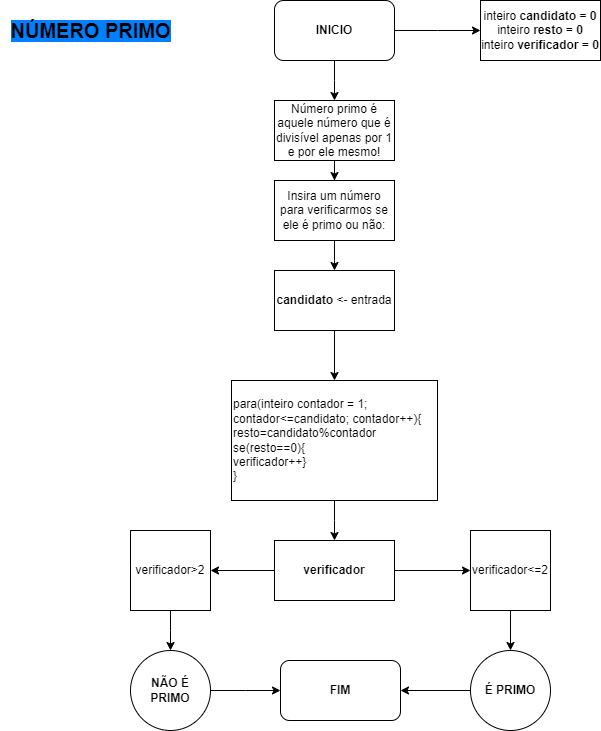 NÚMERO PRIMO
INICIO
inteiro candidato = 0
inteiro resto = 0
inteiro verificador = 0
Número primo é
aquele número que é
divisível apenas por 1
e por ele mesmo!
Insira um número
para verificarmos se
ele é primo ou não:
candidato <- entrada
para(inteiro contador = 1;
contador<=candidato; contador++){
resto=candidato%contador
se(resto==0){
verificador++}
}
verificador>2
verificador
verificador<=2
NÃO É
PRIMO
FIM
É PRIMO